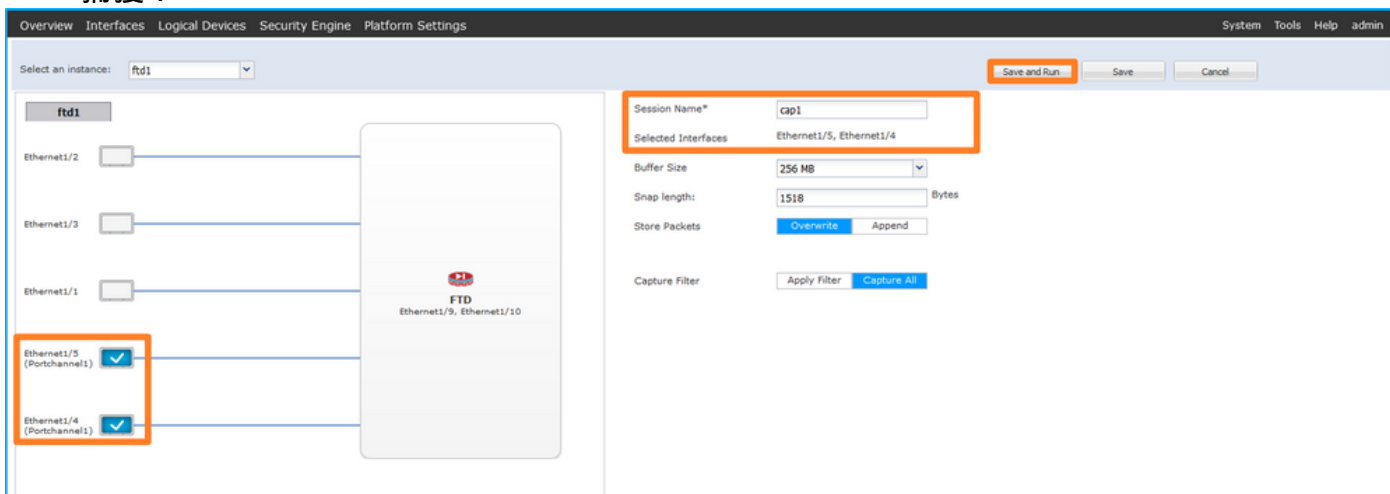 Overview Interfaces Logical Devices Security Engine Platform Settings System Tools Help admin
Select an instance: ftd1 Save and Run Save Cancel
ftd1
Ethernet1/2
Ethernet1/3
Ethernet1/1
Ethernet1/5
(Portchannel1)
Ethernet1/4
(Portchannel1)
FTD
Ethernet1/9, Ethernet1/10
Session Name* cap1
Selected Interfaces Ethernet1/5, Ethernet1/4
Buffer Size 256 MB
Snap length: 1518 Bytes
Store Packets Overwrite Append
Capture Filter Apply Filter Capture All